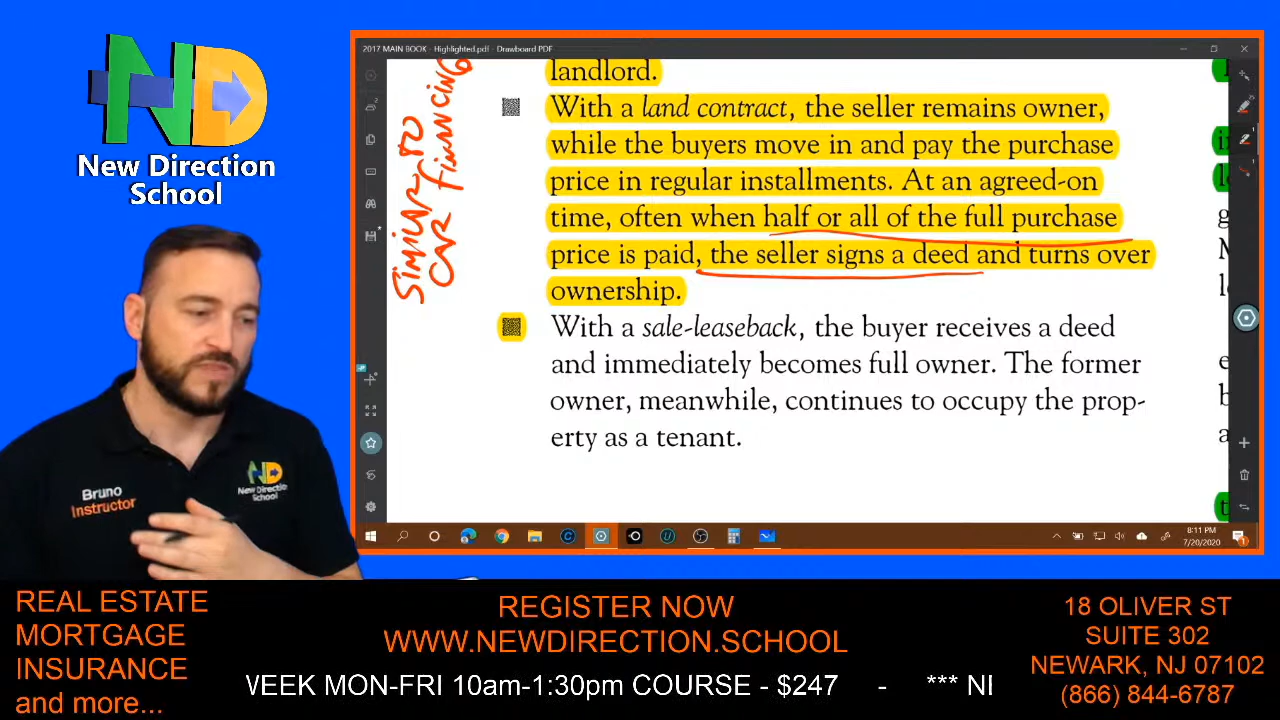 ND
New Direction
School
2017 MAIN BOOK - Highlighted.pdf - Drawboard PDF
SIMILAR TO
CAR FINANCING
landlord.
With a land contract, the seller remains owner,
while the buyers move in and pay the purchase
price in regular installments. At an agreed-on
time, often when half or all of the full purchase
price is paid, the seller signs a deed and turns over
ownership.
With a sale-leaseback, the buyer receives a deed
and immediately becomes full owner. The former
owner, meanwhile, continues to occupy the prop-
erty as a tenant.
8:11 PM
7/20/2020
Bruno
Instructor
ND
New Direction
School
REAL ESTATE
MORTGAGE
INSURANCE
and more...
REGISTER NOW
WWW.NEWDIRECTION.SCHOOL
WEEK MON-FRI 10am-1:30pm COURSE - $247 - *** NI
18 OLIVER ST
SUITE 302
NEWARK, NJ 07102
(866) 844-6787